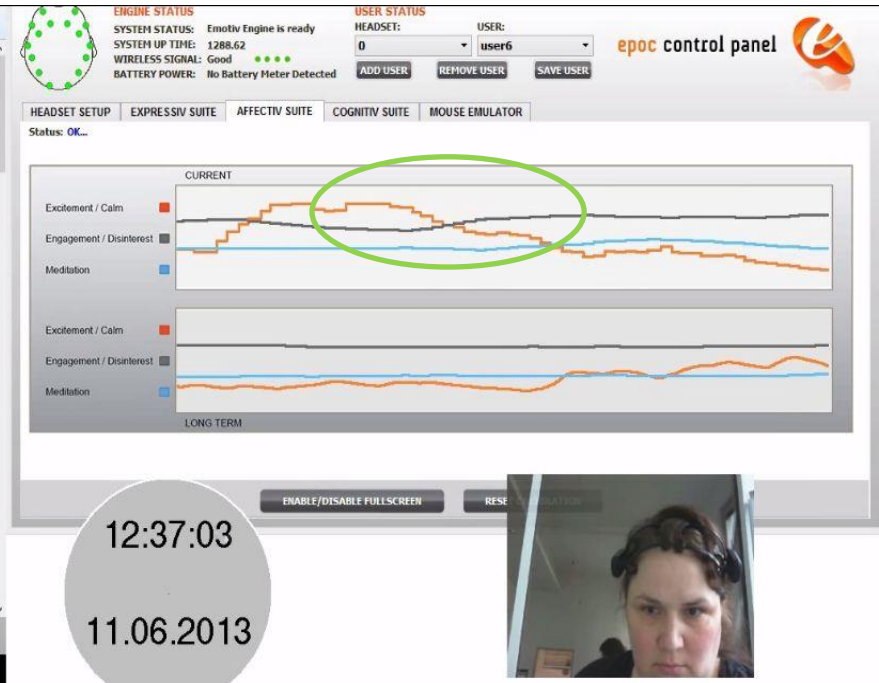 ENGINE STATUS
SYSTEM STATUS: Emotiv Engine is ready
SYSTEM UP TIME: 1288.62
WIRELESS SIGNAL: Good
BATTERY POWER: No Battery Meter Detected
USER STATUS
HEADSET: USER:
0 user6
ADD USER REMOVE USER SAVE USER
epoc control panel
HEADSET SETUP EXPRESSIV SUITE AFFECTIV SUITE COGNITIV SUITE MOUSE EMULATOR
Status: OK...
CURRENT
Excitement / Calm
Engagement / Disinterest
Meditation
Excitement / Calm
Engagement / Disinterest
Meditation
LONG TERM
ENABLE/DISABLE FULLSCREEN RESE
12:37:03
11.06.2013